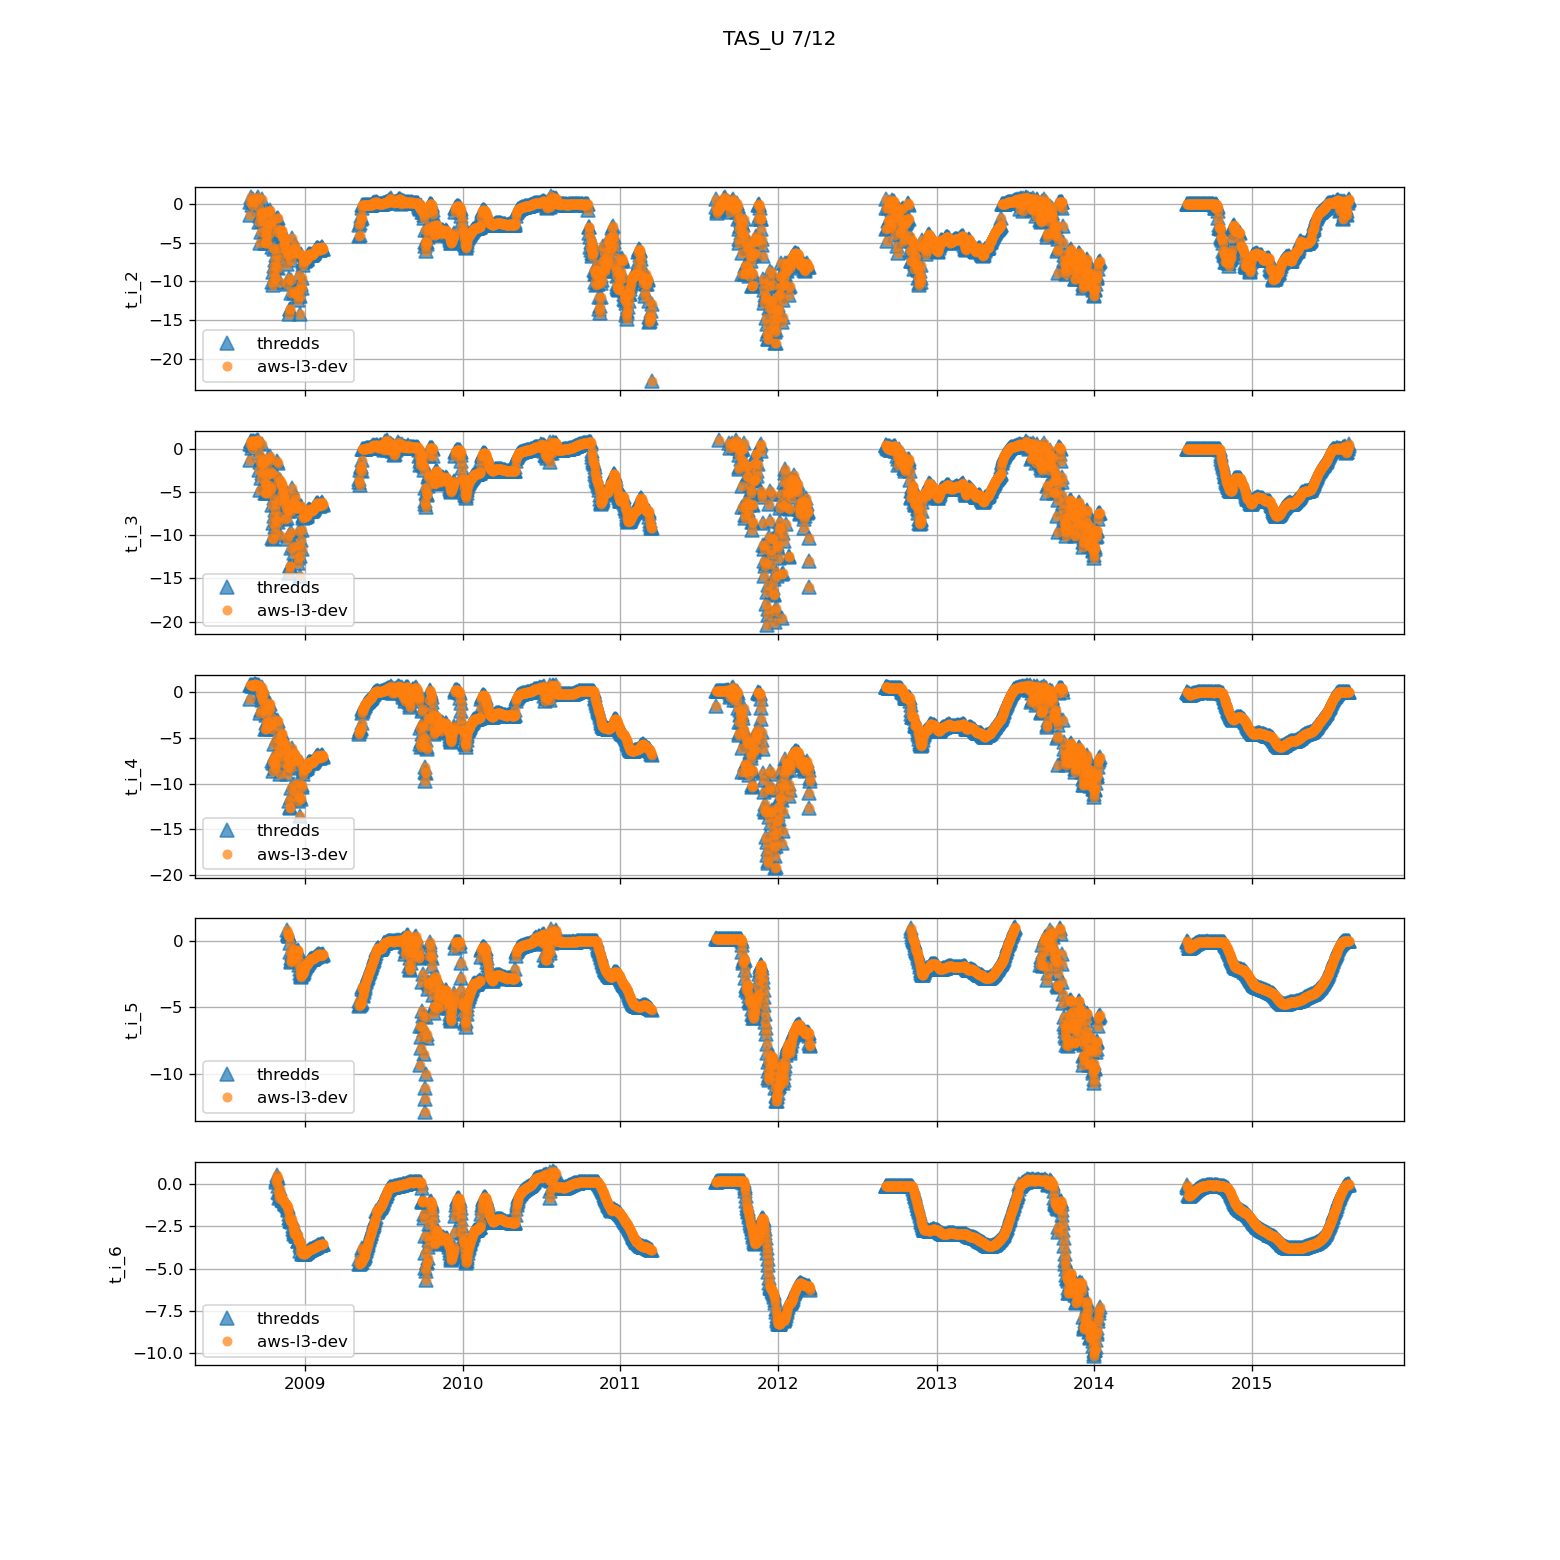 TAS_U 7/12
0
−5
−10
−15
−20
t_i_2
thredds
aws-l3-dev
0
−5
−10
−15
−20
t_i_3
thredds
aws-l3-dev
0
−5
−10
−15
−20
t_i_4
thredds
aws-l3-dev
0
−5
−10
t_i_5
thredds
aws-l3-dev
0.0
−2.5
−5.0
−7.5
−10.0
t_i_6
thredds
aws-l3-dev
2009 2010 2011 2012 2013 2014 2015